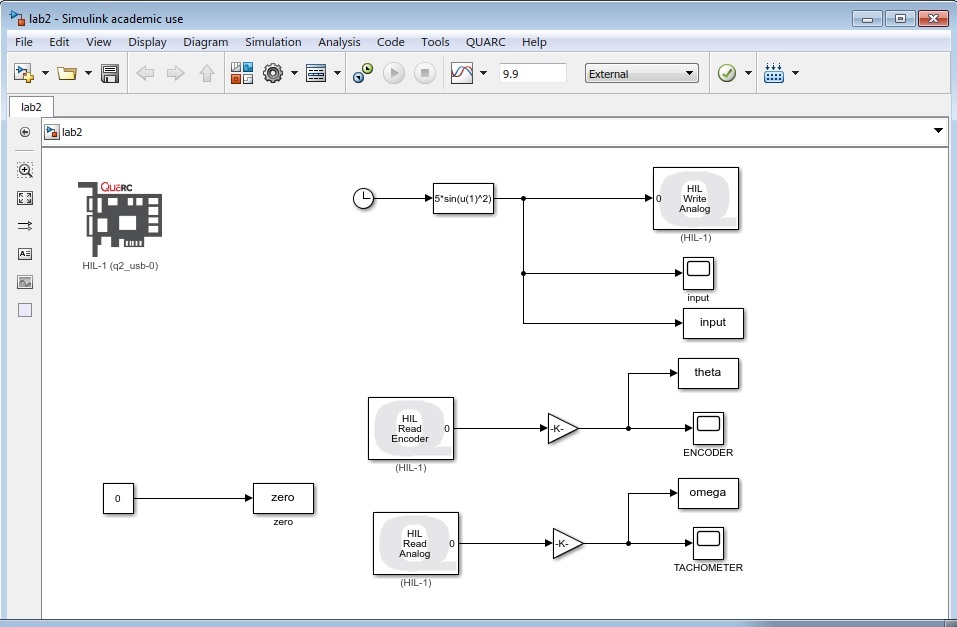 lab2 - Simulink academic use
File Edit View Display Diagram Simulation Analysis Code Tools QUARC Help
9.9 External
lab2
lab2
QUARC
HIL-1 (q2_usb-0)
5*sin(u(1)^2)
0
HIL
Write
Analog
(HIL-1)
input
input
theta
HIL
Read
Encoder
0
(HIL-1)
-K-
ENCODER
0
zero
zero
omega
HIL
Read
Analog
0
(HIL-1)
-K-
TACHOMETER